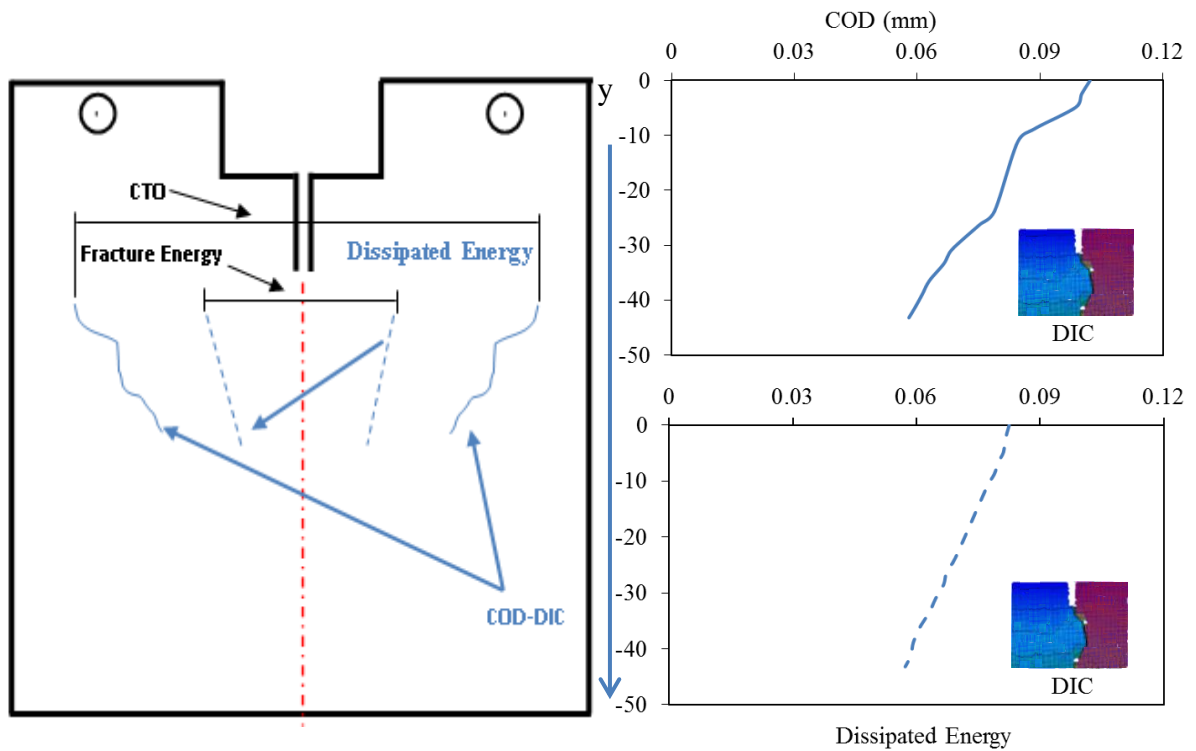 CTO
Fracture Energy
Dissipated Energy
COD-DIC
y
COD (mm)
0 0.03 0.06 0.09 0.12
0
-10
-20
-30
-40
-50
DIC
0 0.03 0.06 0.09 0.12
0
-10
-20
-30
-40
-50
DIC
Dissipated Energy